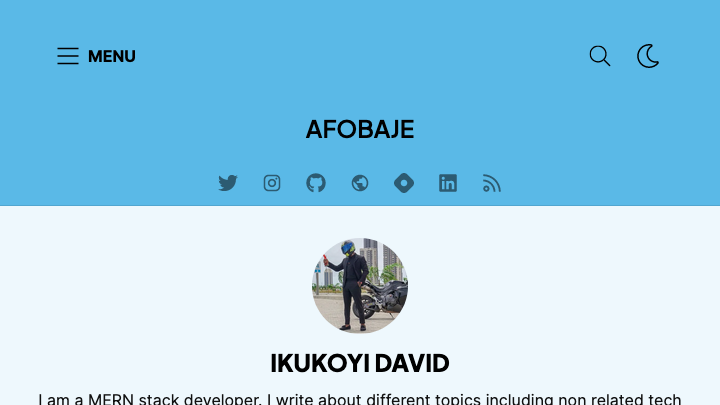 MENU
AFOBAJE
IKUKOYI DAVID
I am a MERN stack developer. I write about different topics including non related tech